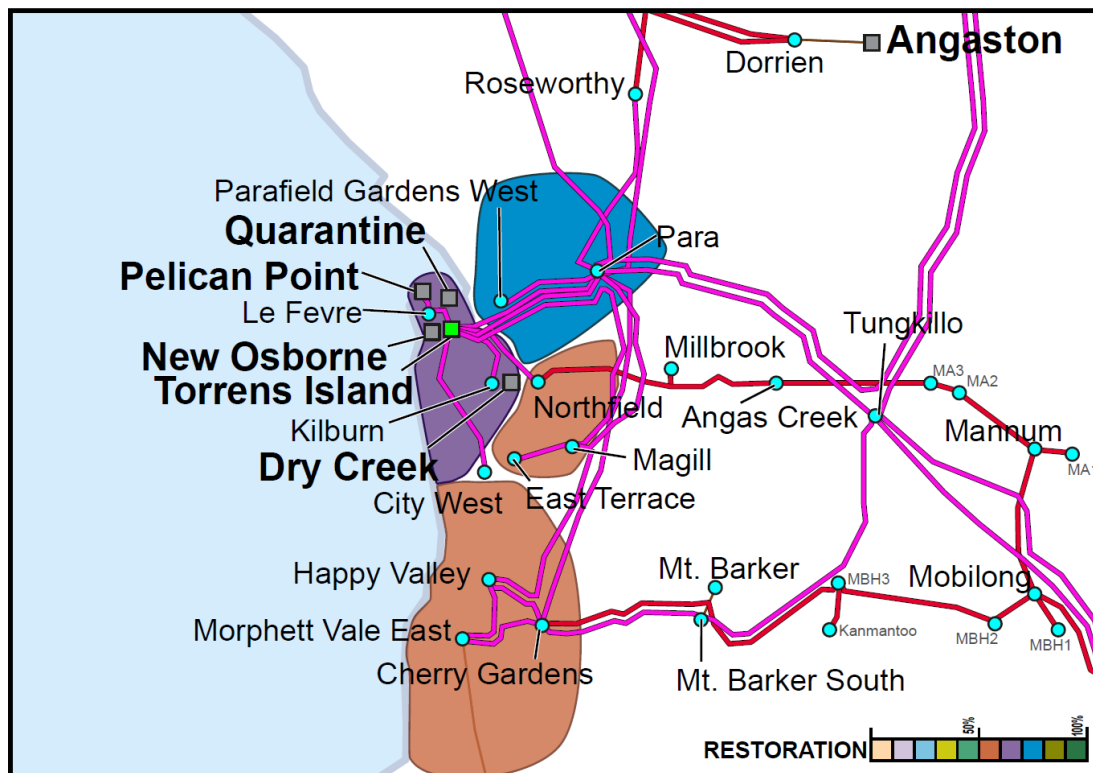 Angaston
Dorrien
Roseworthy
Parafield Gardens West
Quarantine
Para
Pelican Point
Le Fevre
Tungkillo
New Osborne
Millbrook
MA3
MA2
Torrens Island
Northfield
Angas Creek
Kilburn
Mannum
Dry Creek
Magill
MA1
City West
East Terrace
Happy Valley
Mt. Barker
MBH3
Mobilong
Morphett Vale East
Kanmantoo
MBH2
MBH1
Cherry Gardens
Mt. Barker South
50%
100%
RESTORATION